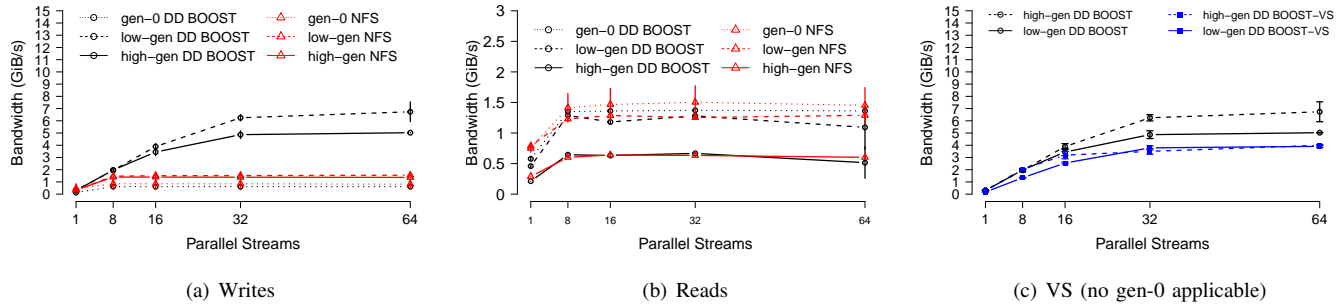 Bandwidth (GiB/s)
15
14
13
12
11
10
9
8
7
6
5
4
3
2
1
0
gen−0 DD BOOST
low−gen DD BOOST
high−gen DD BOOST
gen−0 NFS
low−gen NFS
high−gen NFS
1 8 16 32 64
Parallel Streams
(a) Writes
Bandwidth (GiB/s)
3
2.5
2
1.5
1
0.5
0
gen−0 DD BOOST
low−gen DD BOOST
high−gen DD BOOST
gen−0 NFS
low−gen NFS
high−gen NFS
1 8 16 32 64
Parallel Streams
(b) Reads
Bandwidth (GiB/s)
15
14
13
12
11
10
9
8
7
6
5
4
3
2
1
0
high−gen DD BOOST
low−gen DD BOOST
high−gen DD BOOST−VS
low−gen DD BOOST−VS
1 8 16 32 64
Parallel Streams
(c) VS (no gen-0 applicable)